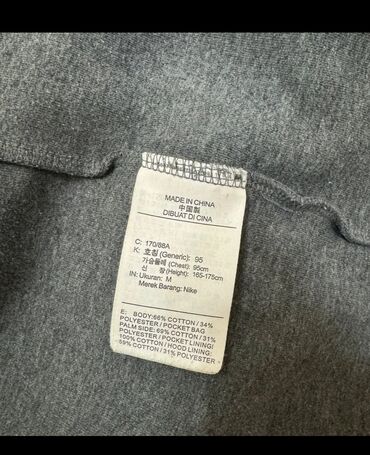 MADE IN CHINA
中国製
DIBUAT DI CINA
C: 170/88A
K: 호칭 (Generic): 95
가슴둘레 (Chest): 95cm
신 장 (Height): 165-175cm
IN: Ukuran: M
Merek Barang: Nike
E: BODY:66% COTTON / 34%
POLYESTER / POCKET BAG
PALM SIDE: 69% COTTON / 31%
POLYESTER / POCKET LINING:
100% COTTON / HOOD LINING:
69% COTTON / 31% POLYESTER